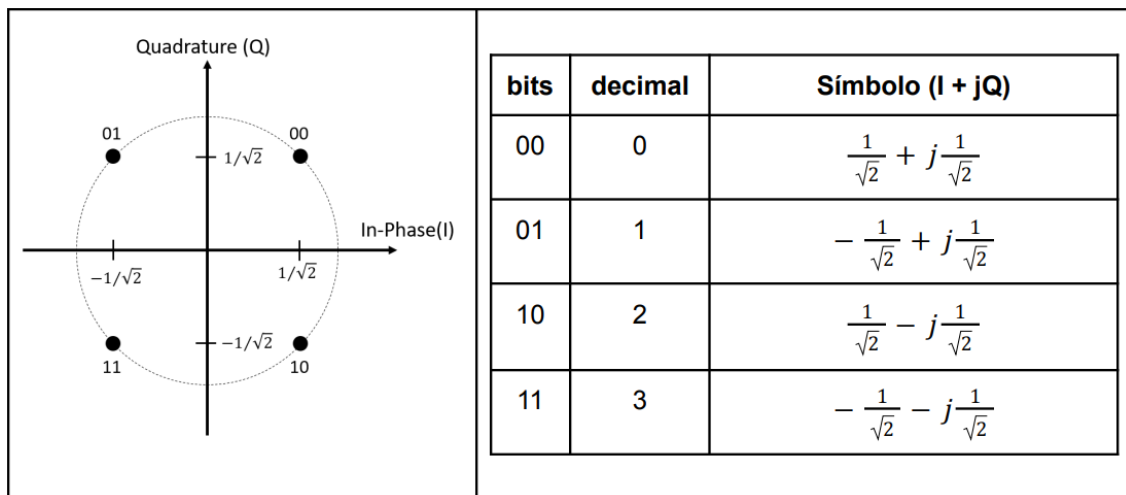 Quadrature (Q)
01
00
1/√2
In-Phase(I)
−1/√2
1/√2
−1/√2
11
10
bits decimal Símbolo (I + jQ)
00 0 1/√2 + j 1/√2
01 1 − 1/√2 + j 1/√2
10 2 1/√2 − j 1/√2
11 3 − 1/√2 − j 1/√2